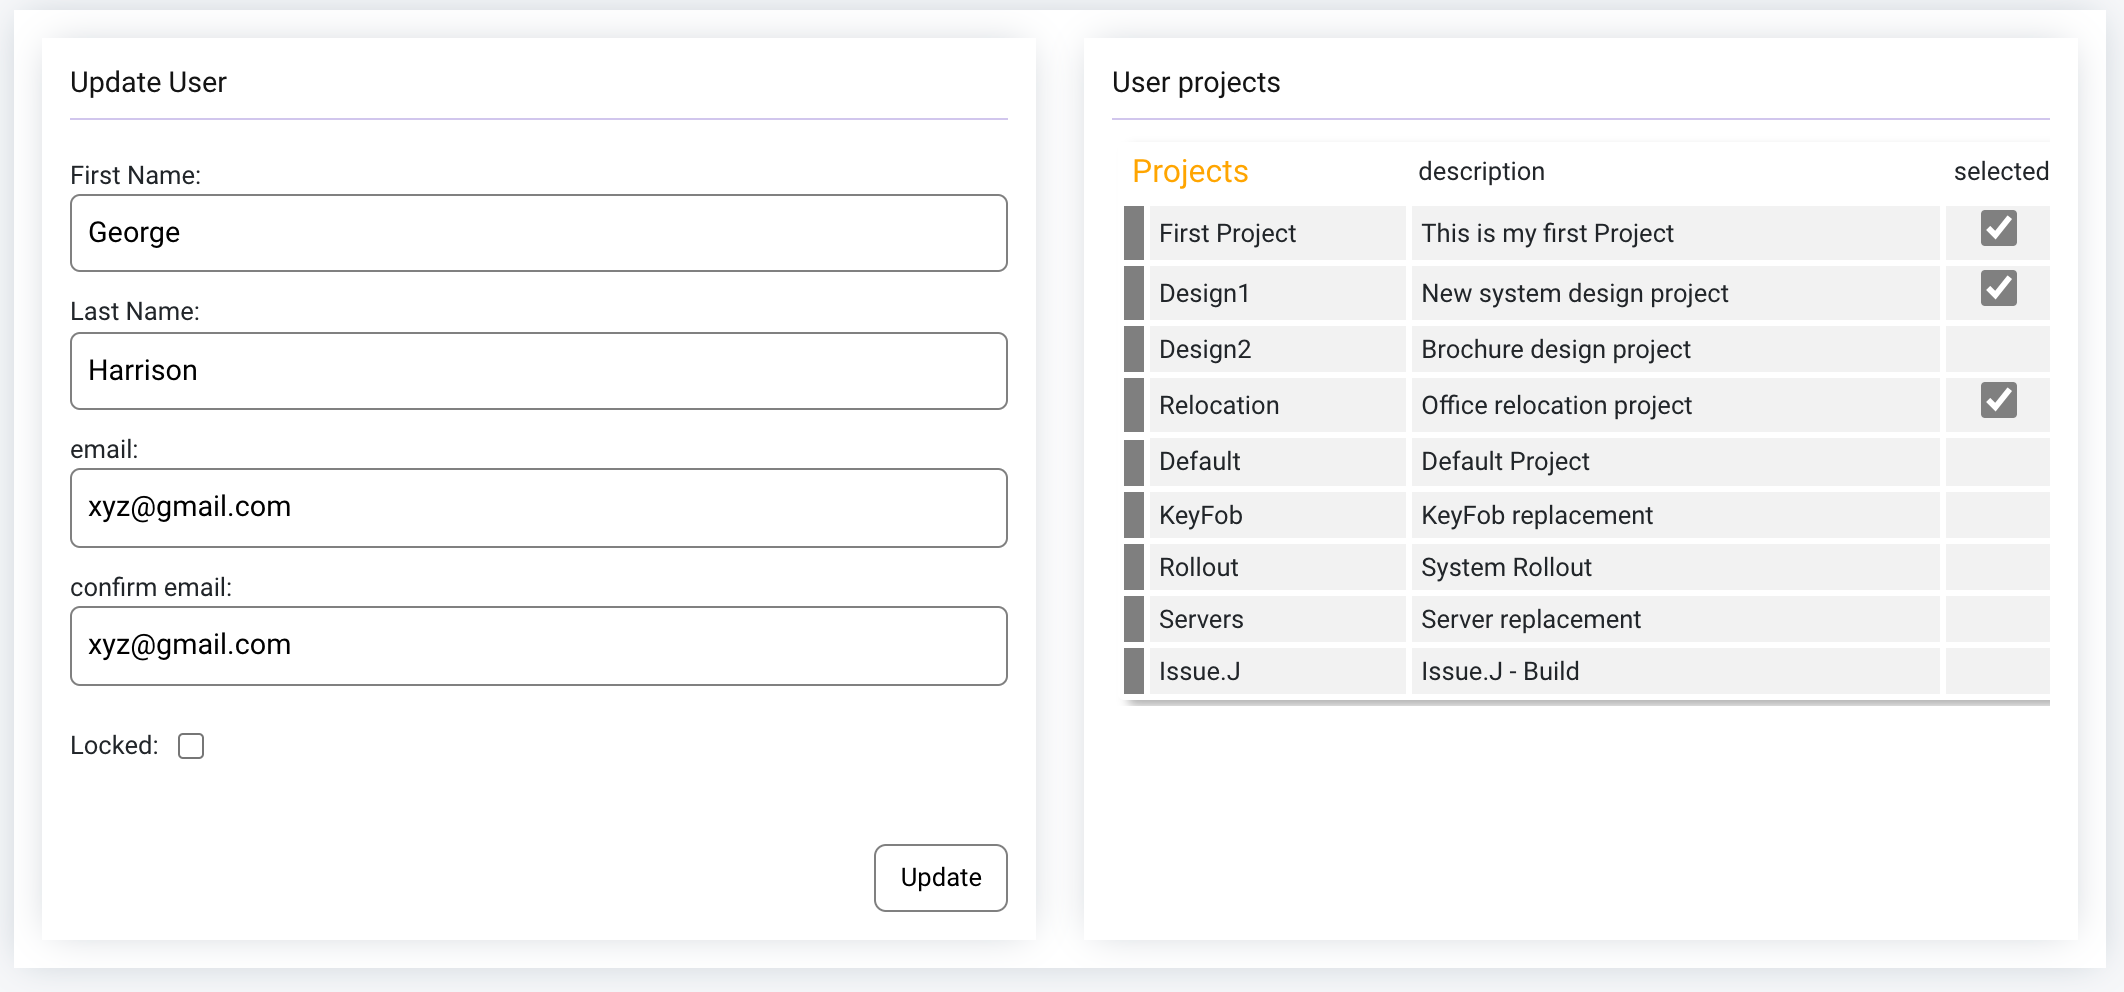 Update User
First Name:
George
Last Name:
Harrison
email:
xyz@gmail.com
confirm email:
xyz@gmail.com
Locked:
Update
User projects
Projects description selected
First Project This is my first Project
Design1 New system design project
Design2 Brochure design project
Relocation Office relocation project
Default Default Project
KeyFob KeyFob replacement
Rollout System Rollout
Servers Server replacement
Issue.J Issue.J - Build